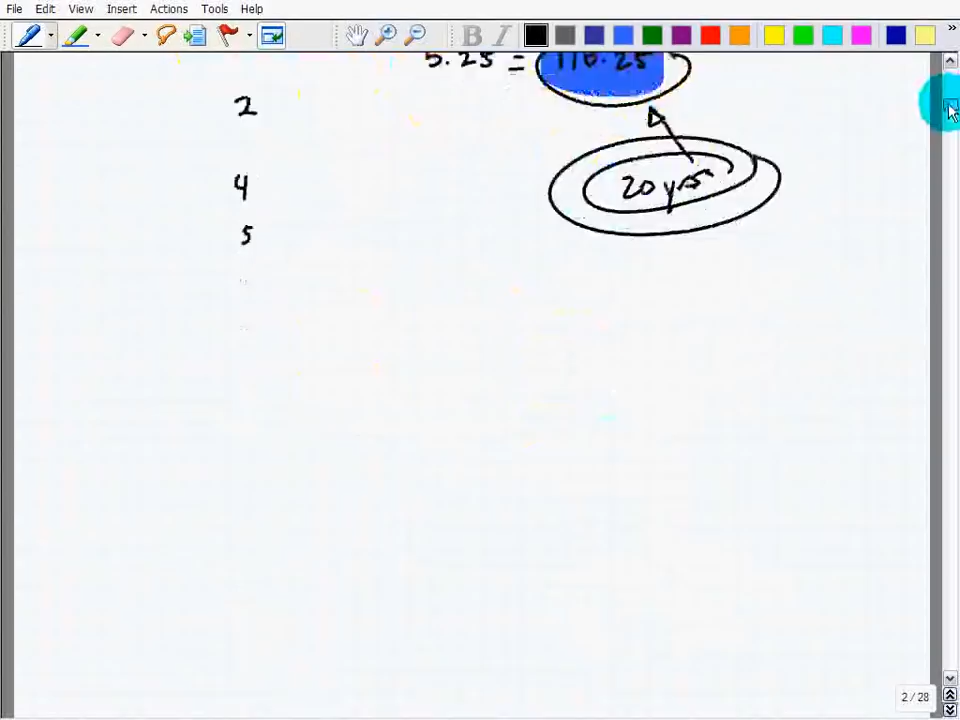 File Edit View Insert Actions Tools Help
B I
5.25 = 110.25
2
20 yrs
4
5
2 / 28